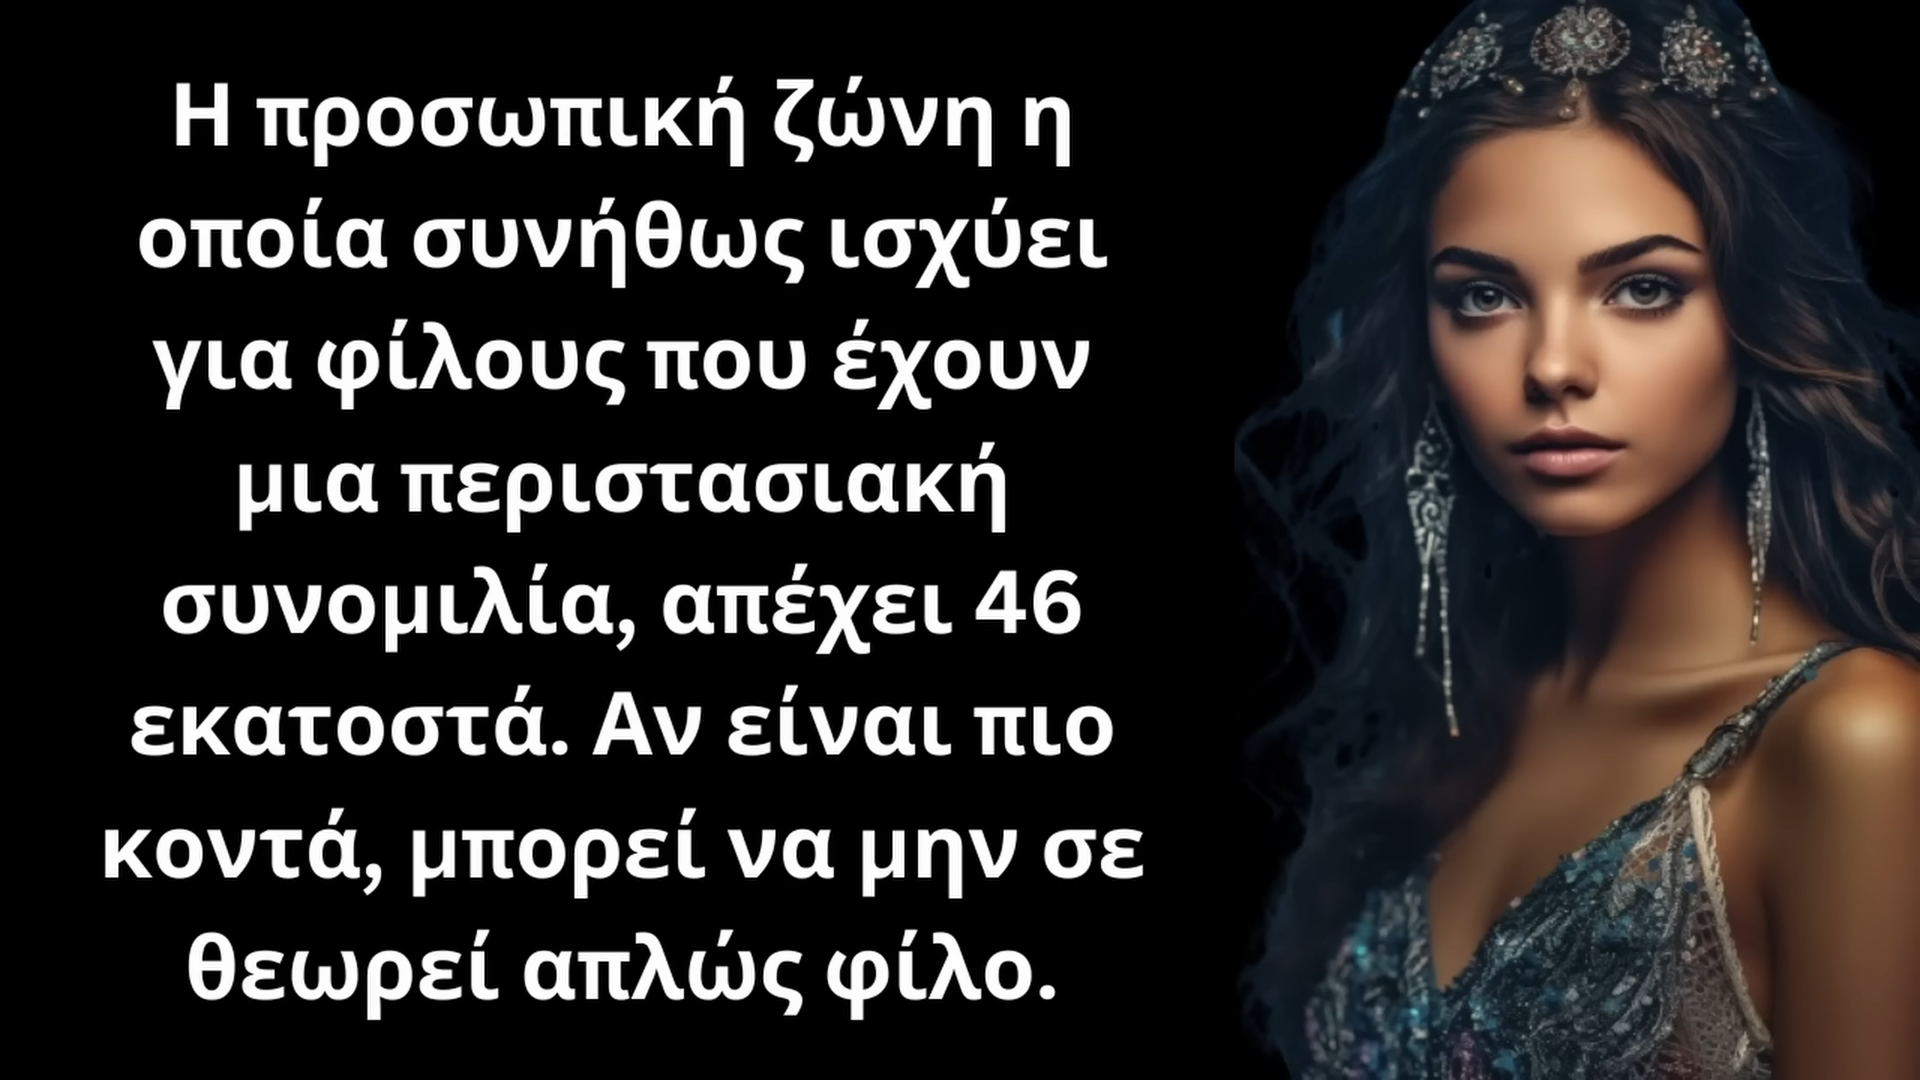 Η προσωπική ζώνη η
οποία συνήθως ισχύει
για φίλους που έχουν
μια περιστασιακή
συνομιλία, απέχει 46
εκατοστά. Αν είναι πιο
κοντά, μπορεί να μην σε
θεωρεί απλώς φίλο.